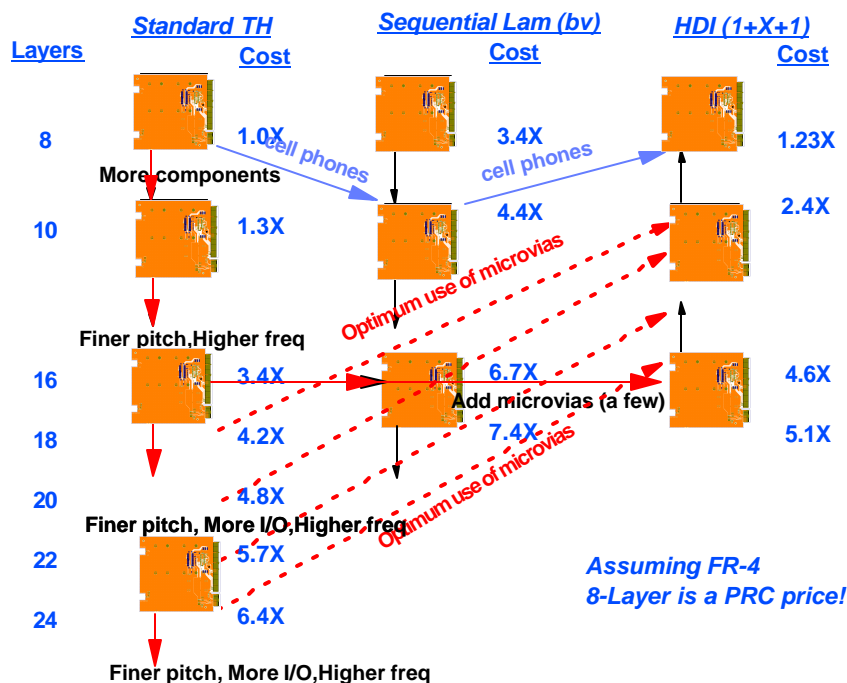 Standard TH Sequential Lam (bv) HDI (1+X+1)
Layers Cost Cost Cost
8 1.0X 3.4X 1.23X
cell phones cell phones
More components
10 1.3X 4.4X 2.4X
Optimum use of microvias
Finer pitch,Higher freq
16 3.4X 6.7X 4.6X
Add microvias (a few)
18 4.2X 7.4X 5.1X
Optimum use of microvias
20 4.8X
Finer pitch, More I/O,Higher freq
22 5.7X
Assuming FR-4
8-Layer is a PRC price!
24 6.4X
Finer pitch, More I/O,Higher freq